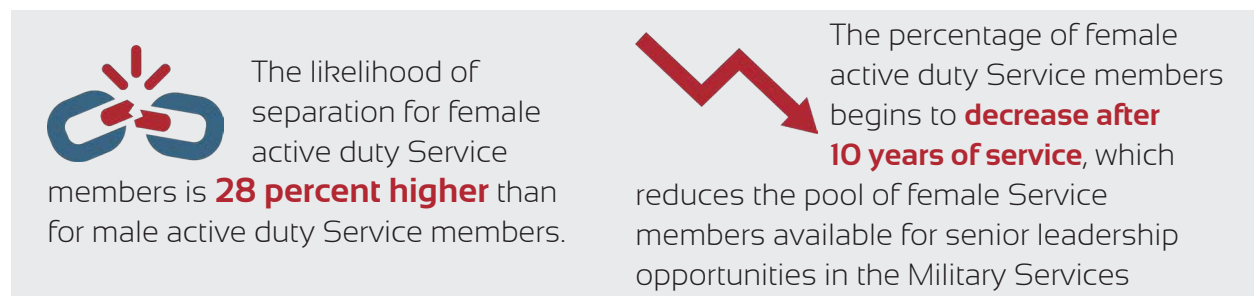 The likelihood of
separation for female
active duty Service
members is 28 percent higher than
for male active duty Service members.
The percentage of female
active duty Service members
begins to decrease after
10 years of service, which
reduces the pool of female Service
members available for senior leadership
opportunities in the Military Services